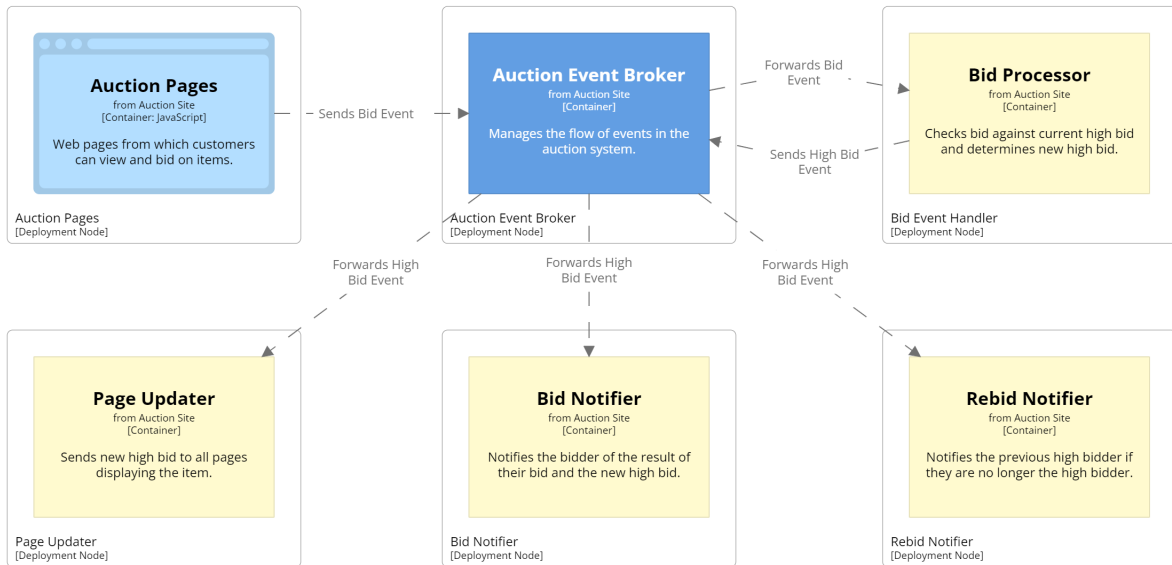 Auction Pages
from Auction Site
[Container: JavaScript]
Web pages from which customers
can view and bid on items.
Auction Pages
[Deployment Node]
Sends Bid Event
Auction Event Broker
from Auction Site
[Container]
Manages the flow of events in the
auction system.
Auction Event Broker
[Deployment Node]
Forwards Bid
Event
Sends High Bid
Event
Bid Processor
from Auction Site
[Container]
Checks bid against current high bid
and determines new high bid.
Bid Event Handler
[Deployment Node]
Forwards High
Bid Event
Forwards High
Bid Event
Forwards High
Bid Event
Page Updater
from Auction Site
[Container]
Sends new high bid to all pages
displaying the item.
Page Updater
[Deployment Node]
Bid Notifier
from Auction Site
[Container]
Notifies the bidder of the result of
their bid and the new high bid.
Bid Notifier
[Deployment Node]
Rebid Notifier
from Auction Site
[Container]
Notifies the previous high bidder if
they are no longer the high bidder.
Rebid Notifier
[Deployment Node]